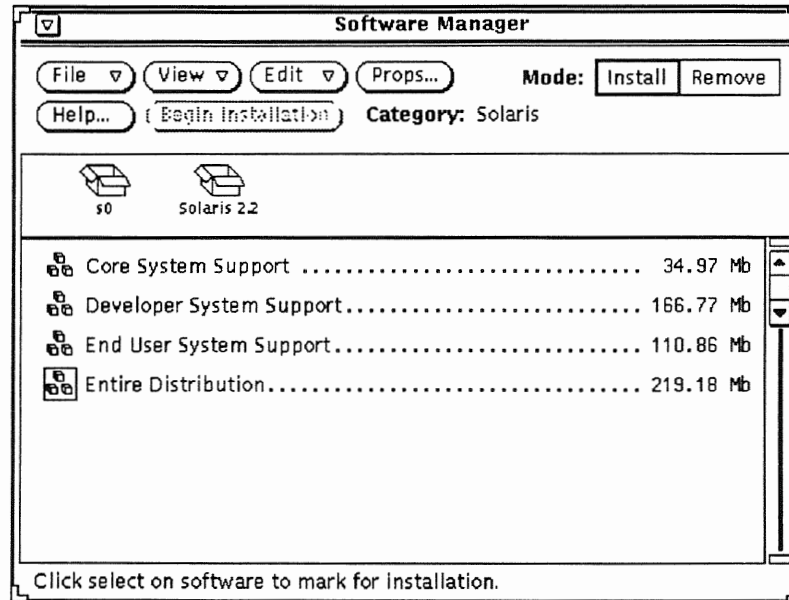 Software Manager
File View Edit Props... Mode: Install Remove
Help... Begin Installation Category: Solaris
s0 Solaris 2.2
Core System Support ................................ 34.97 Mb
Developer System Support............................ 166.77 Mb
End User System Support............................. 110.86 Mb
Entire Distribution................................... 219.18 Mb
Click select on software to mark for installation.